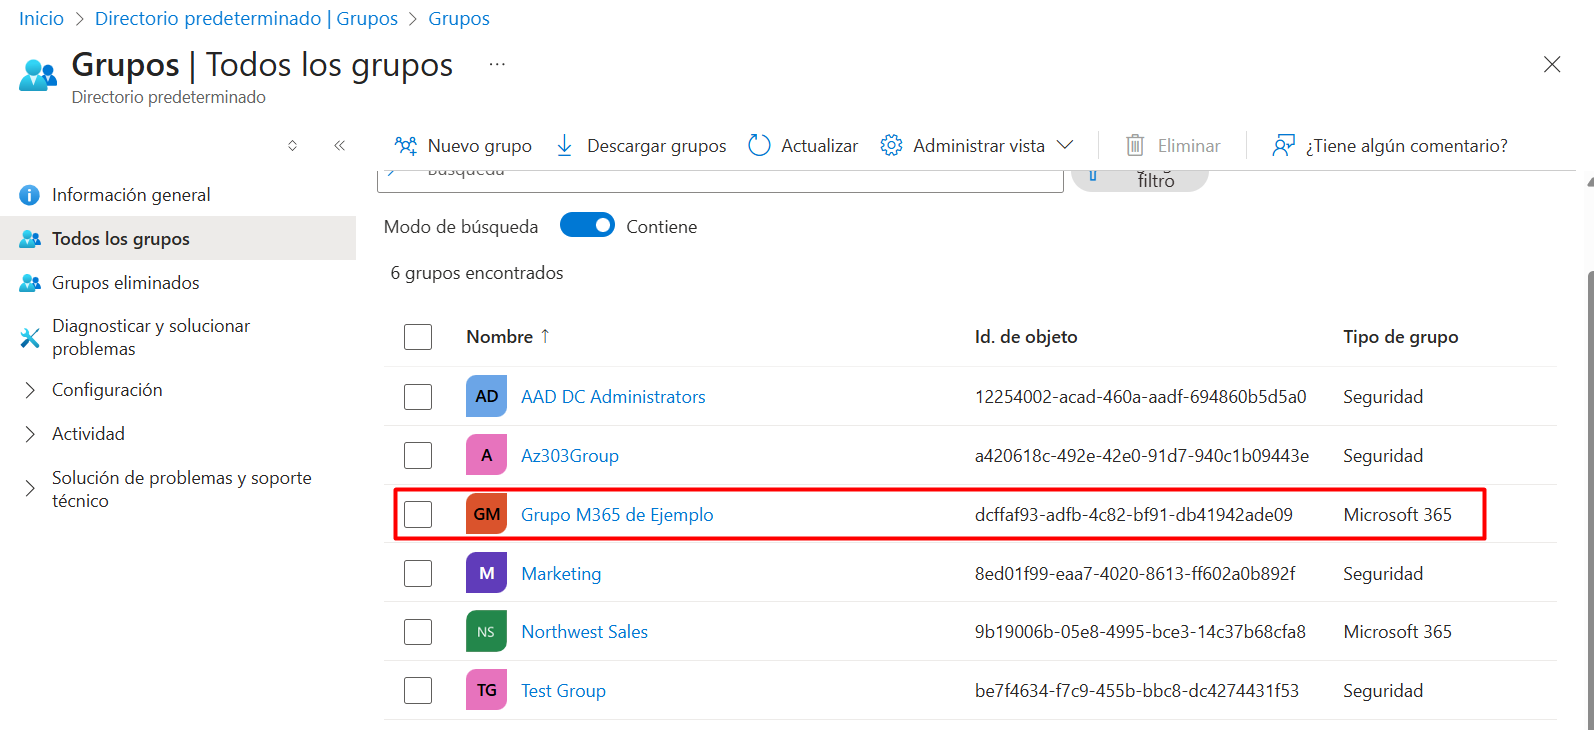 Inicio > Directorio predeterminado | Grupos > Grupos
Grupos | Todos los grupos ...
Directorio predeterminado
Nuevo grupo Descargar grupos Actualizar Administrar vista Eliminar ¿Tiene algún comentario?
Información general
Todos los grupos
Grupos eliminados
Diagnosticar y solucionar
problemas
Configuración
Actividad
Solución de problemas y soporte
técnico
Búsqueda
filtro
Modo de búsqueda Contiene
6 grupos encontrados
Nombre ↑ Id. de objeto Tipo de grupo
AD AAD DC Administrators 12254002-acad-460a-aadf-694860b5d5a0 Seguridad
A Az303Group a420618c-492e-42e0-91d7-940c1b09443e Seguridad
GM Grupo M365 de Ejemplo dcffaf93-adfb-4c82-bf91-db41942ade09 Microsoft 365
M Marketing 8ed01f99-eaa7-4020-8613-ff602a0b892f Seguridad
NS Northwest Sales 9b19006b-05e8-4995-bce3-14c37b68cfa8 Microsoft 365
TG Test Group be7f4634-f7c9-455b-bbc8-dc4274431f53 Seguridad